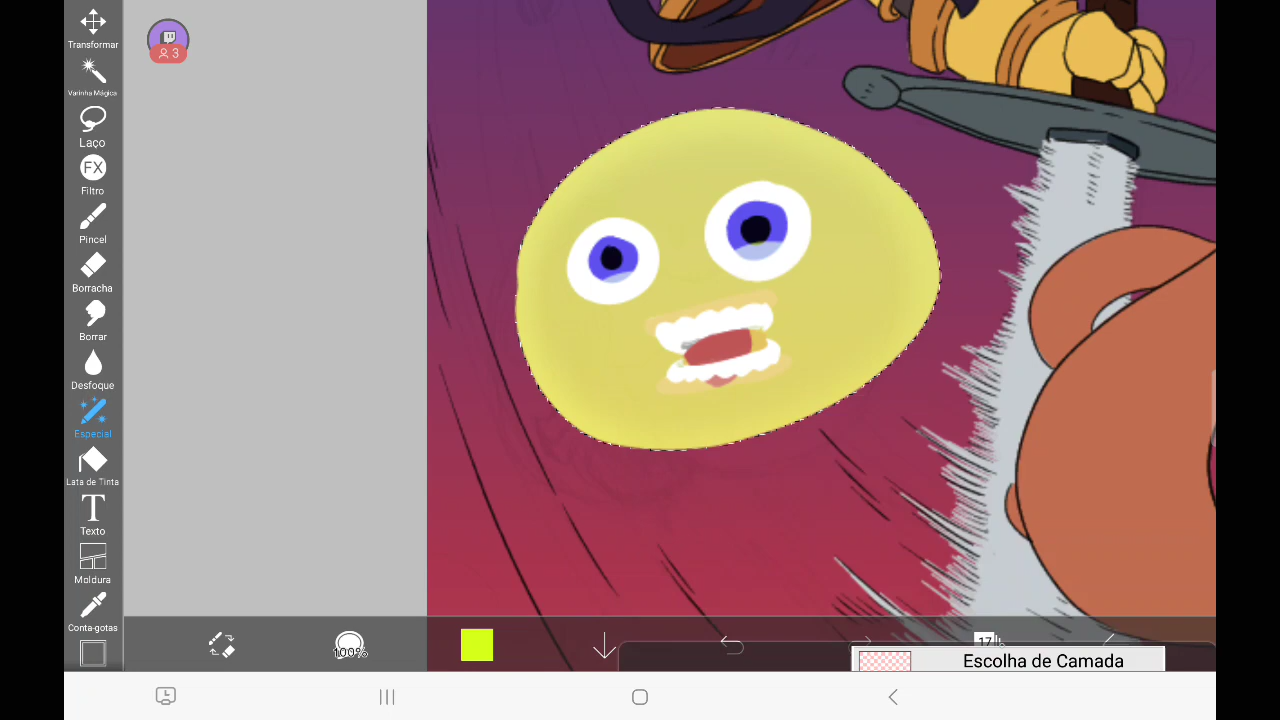 Transformar
Varinha Mágica
Laço
FX
Filtro
Pincel
Borracha
Borrar
Desfoque
Especial
Lata de Tinta
T
Texto
Moldura
Conta-gotas
3
100%
17
Escolha de Camada